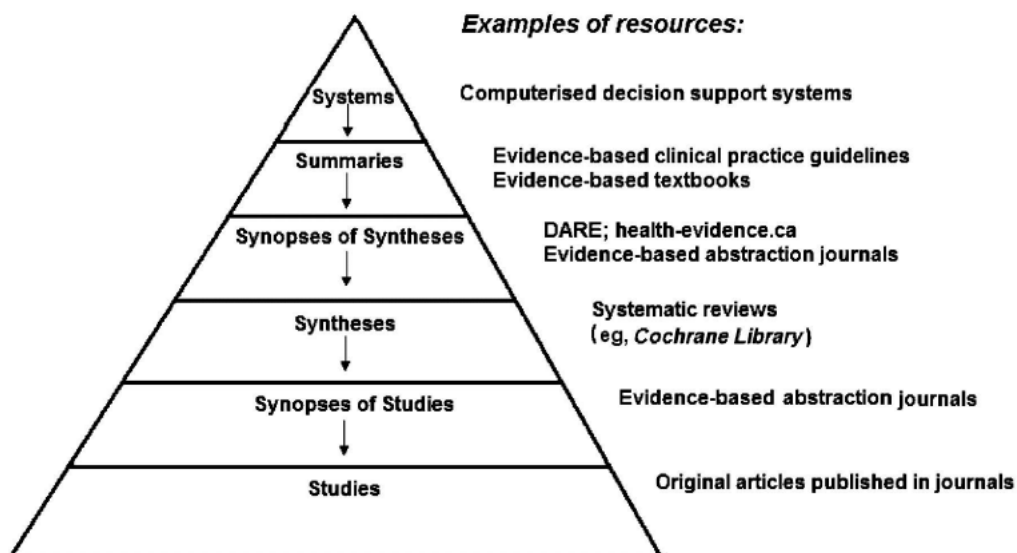 Examples of resources:
Systems
Computerised decision support systems
Summaries
Evidence-based clinical practice guidelines
Evidence-based textbooks
Synopses of Syntheses
DARE; health-evidence.ca
Evidence-based abstraction journals
Syntheses
Systematic reviews
(eg, Cochrane Library)
Synopses of Studies
Evidence-based abstraction journals
Studies
Original articles published in journals